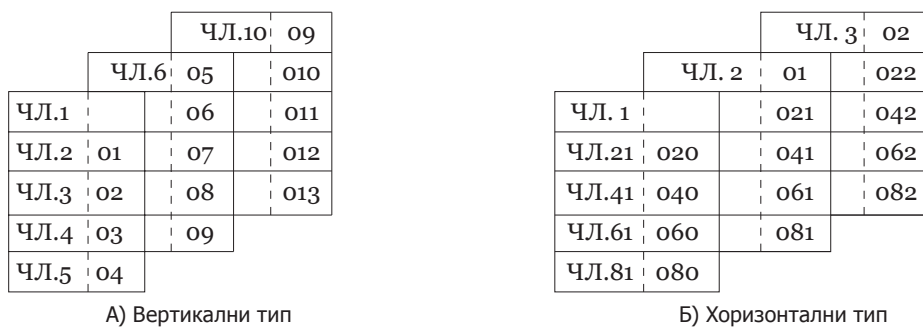 ЧЛ.10 09
ЧЛ.6 05 010
ЧЛ.1 06 011
ЧЛ.2 01 07 012
ЧЛ.3 02 08 013
ЧЛ.4 03 09
ЧЛ.5 04
А) Вертикални тип
ЧЛ. 3 02
ЧЛ. 2 01 022
ЧЛ. 1 021 042
ЧЛ.21 020 041 062
ЧЛ.41 040 061 082
ЧЛ.61 060 081
ЧЛ.81 080
Б) Хоризонтални тип